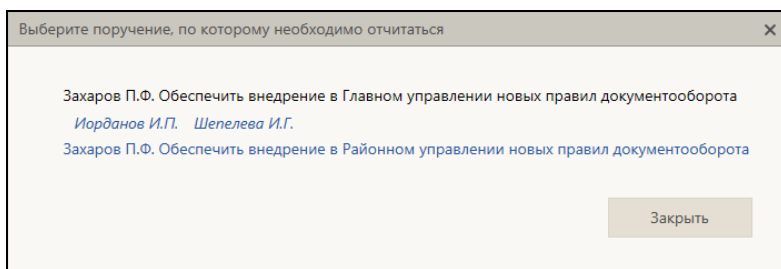 Выберите поручение, по которому необходимо отчитаться
Захаров П.Ф. Обеспечить внедрение в Главном управлении новых правил документооборота
Иорданов И.П. Шепелева И.Г.
Захаров П.Ф. Обеспечить внедрение в Районном управлении новых правил документооборота
Закрыть